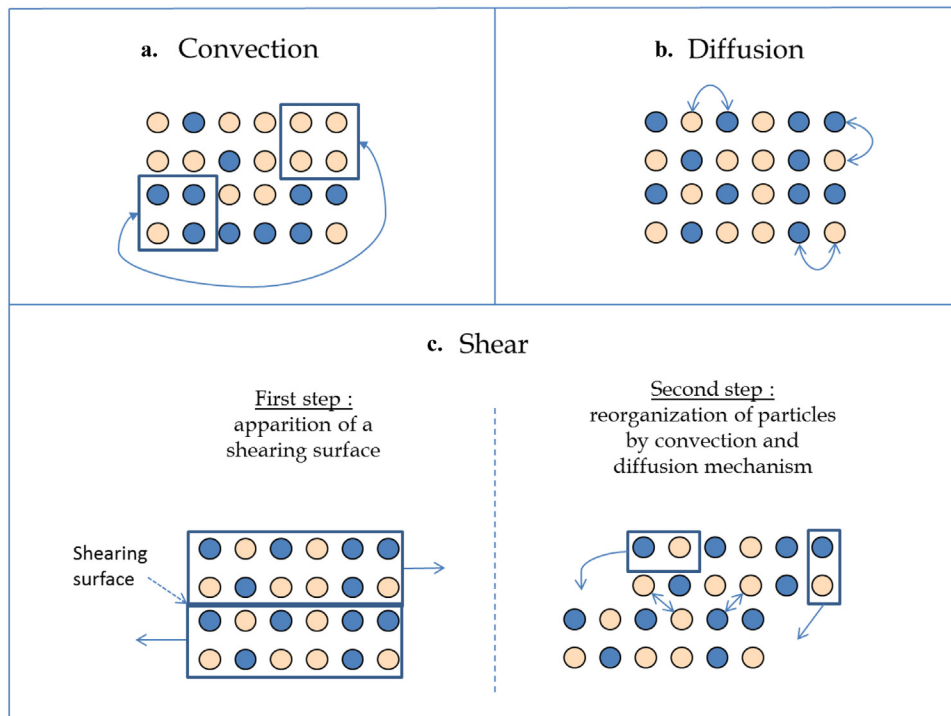 a. Convection
b. Diffusion
c. Shear
First step :
apparition of a
shearing surface
Second step :
reorganization of particles
by convection and
diffusion mechanism
Shearing
surface